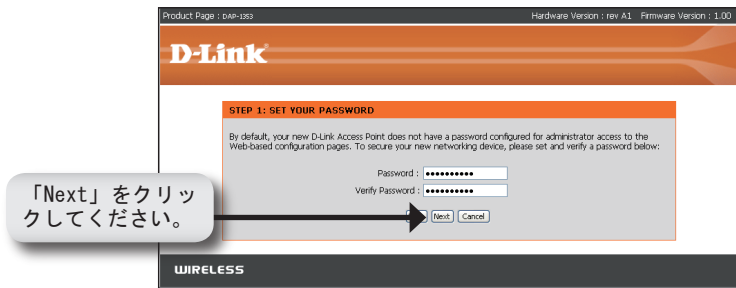 Product Page : DAP-1353 Hardware Version : rev A1 Firmware Version : 1.00
D-Link
STEP 1: SET YOUR PASSWORD
By default, your new D-Link Access Point does not have a password configured for administrator access to the
Web-based configuration pages. To secure your new networking device, please set and verify a password below:
Password : ●●●●●●●●●●
Verify Password : ●●●●●●●●●●
Next Cancel
「Next」をクリッ
クしてください。
WIRELESS